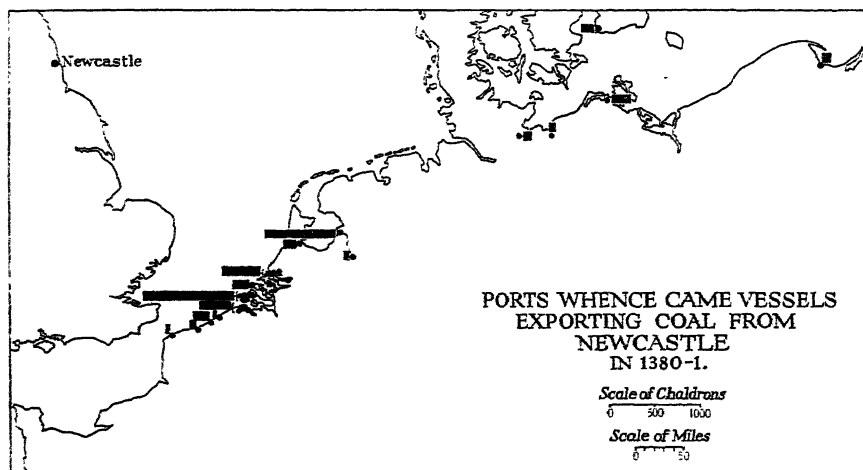 Newcastle
PORTS WHENCE CAME VESSELS
EXPORTING COAL FROM
NEWCASTLE
IN 1380-1.
Scale of Chaldrons
0 500 1000
Scale of Miles
0 50